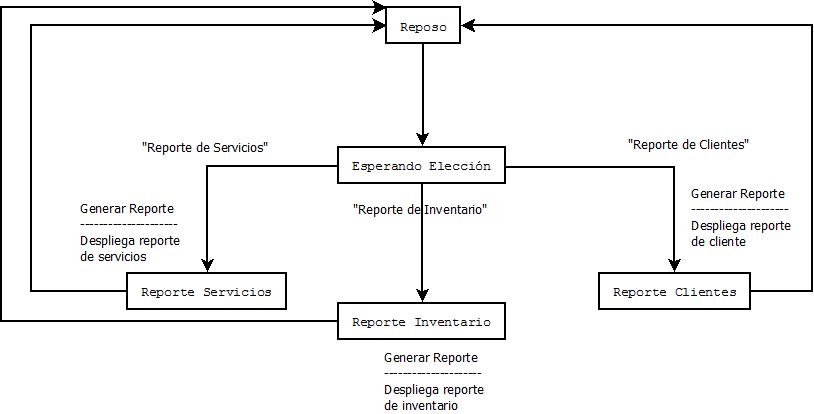 Reposo
"Reporte de Servicios"
"Reporte de Clientes"
Esperando Elección
Generar Reporte
---------------------
Despliega reporte
de servicios
"Reporte de Inventario"
Generar Reporte
---------------------
Despliega reporte
de cliente
Reporte Servicios
Reporte Clientes
Reporte Inventario
Generar Reporte
---------------------
Despliega reporte
de inventario